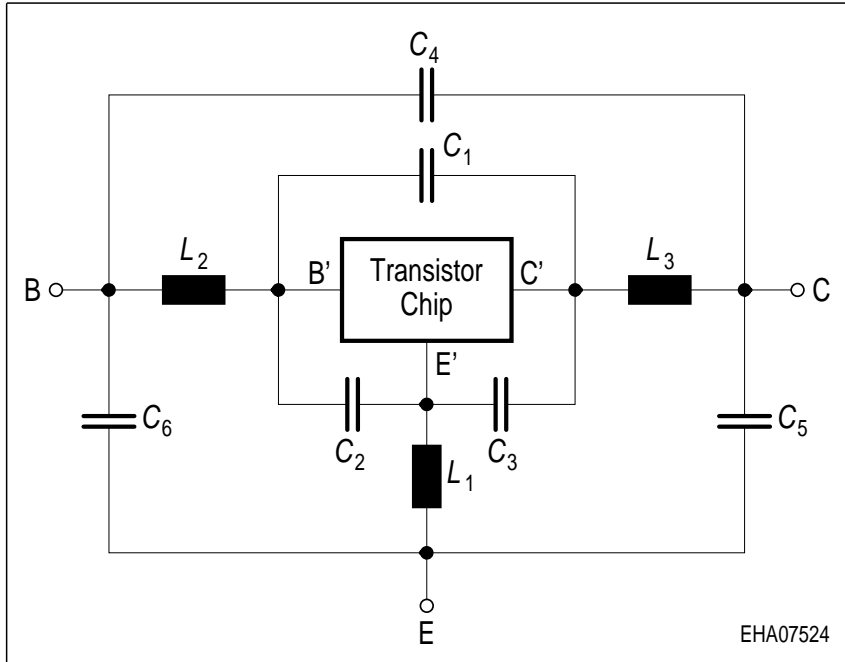 C4
C1
L2
L3
B
B’
Transistor
Chip
C’
C
E’
C6
C2
C3
C5
L1
E
EHA07524